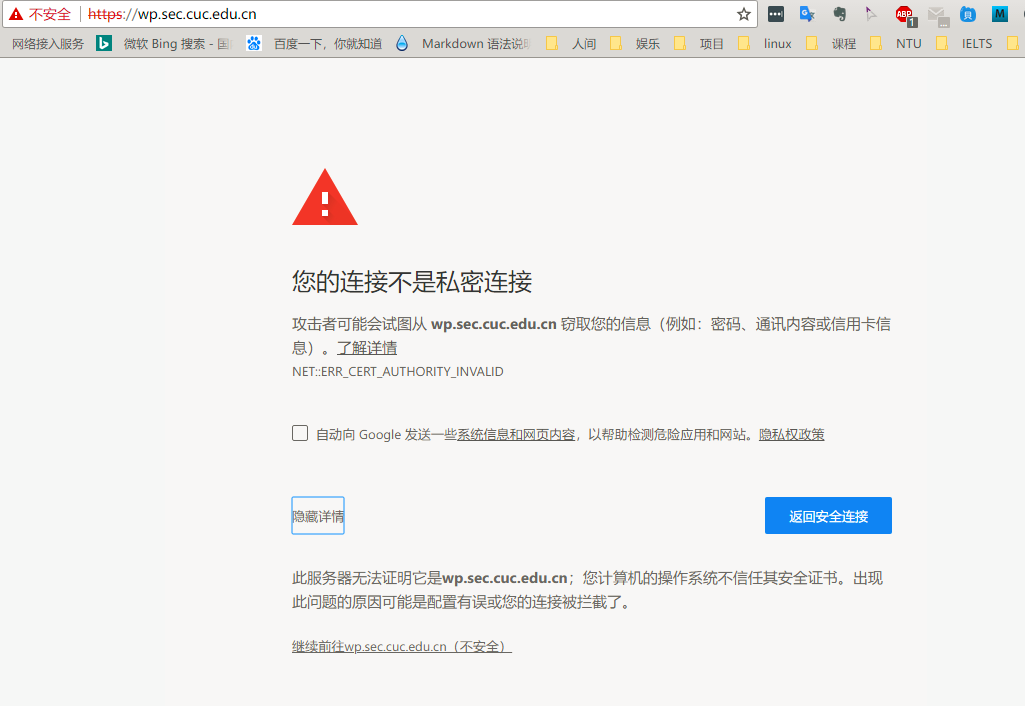 不安全 https://wp.sec.cuc.edu.cn ABP 1 M
网络接入服务 微软 Bing 搜索 - 百度一下，你就知道 Markdown 语法说 人间 娱乐 项目 linux 课程 NTU IELTS
您的连接不是私密连接
攻击者可能会试图从 wp.sec.cuc.edu.cn 窃取您的信息（例如：密码、通讯内容或信用卡信
息）。了解详情
NET::ERR_CERT_AUTHORITY_INVALID
自动向 Google 发送一些系统信息和网页内容，以帮助检测危险应用和网站。隐私权政策
隐藏详情 返回安全连接
此服务器无法证明它是wp.sec.cuc.edu.cn；您计算机的操作系统不信任其安全证书。出现
此问题的原因可能是配置有误或您的连接被拦截了。
继续前往wp.sec.cuc.edu.cn（不安全）